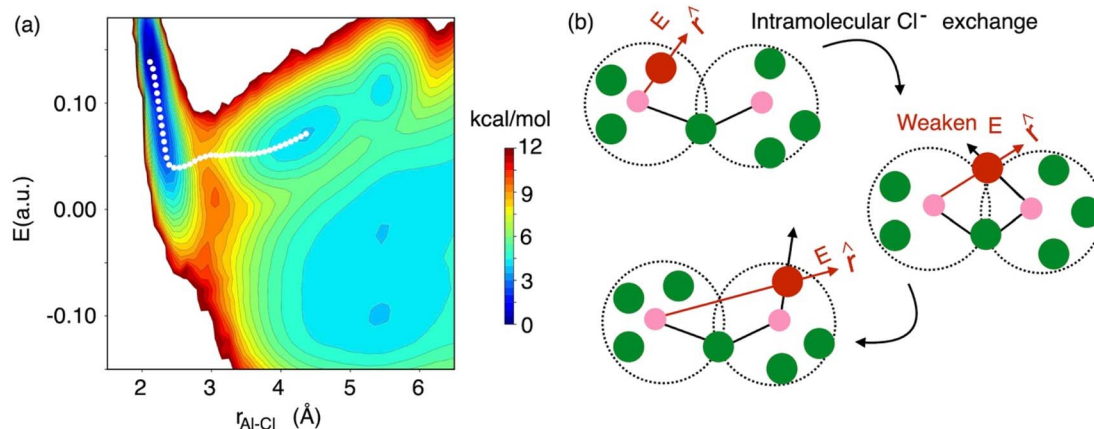 (a)
E(a.u.)
0.10
0.00
-0.10
2 3 4 5 6
r_Al-Cl (Å)
kcal/mol
12
9
6
3
0
(b)
Intramolecular Cl⁻ exchange
E r̂
Weaken E r̂
E r̂